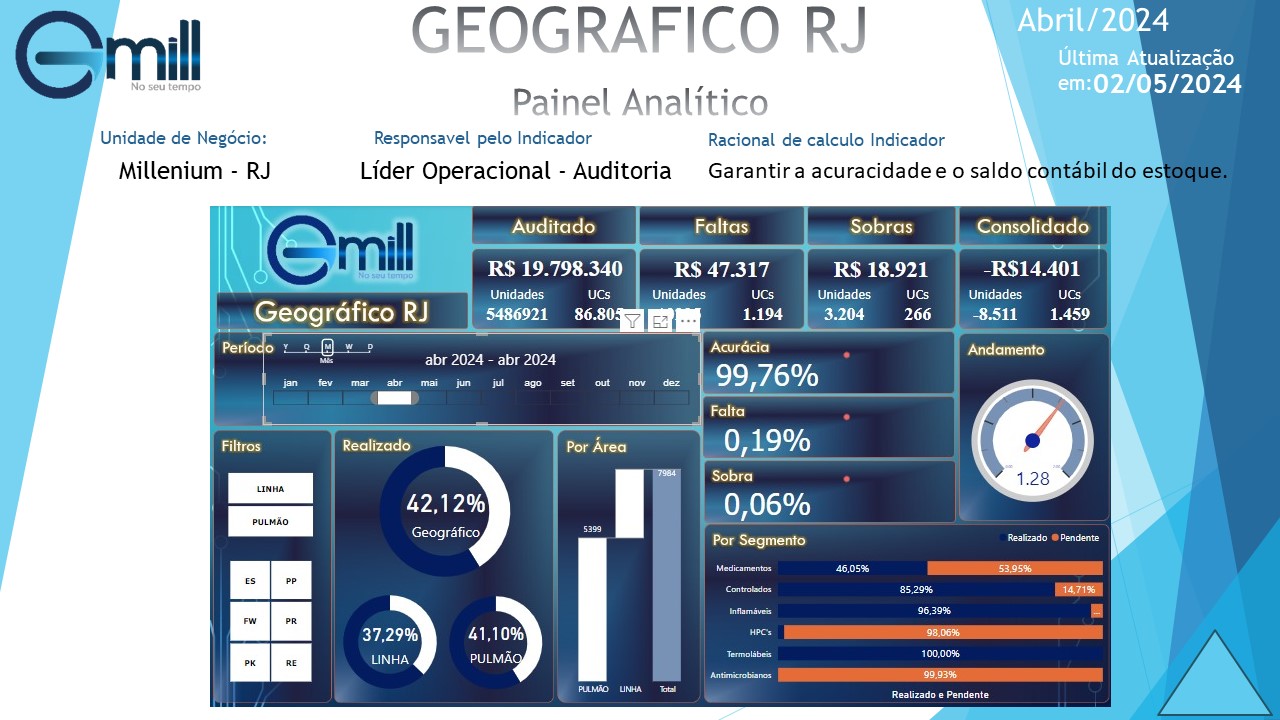 Gmill
No seu tempo
GEOGRAFICO RJ
Painel Analítico
Abril/2024
Última Atualização
em:02/05/2024
Unidade de Negócio:
Millenium - RJ
Responsavel pelo Indicador
Líder Operacional - Auditoria
Racional de calculo Indicador
Garantir a acuracidade e o saldo contábil do estoque.
Gmill
No seu tempo
Geográfico RJ
Auditado
R$ 19.798.340
Unidades UCs
5486921 86.805
Faltas
R$ 47.317
Unidades UCs
1.194
Sobras
R$ 18.921
Unidades UCs
3.204 266
Consolidado
-R$14.401
Unidades UCs
-8.511 1.459
Período
Y Q M W D
Mês
abr 2024 - abr 2024
jan fev mar abr mai jun jul ago set out nov dez
Acurácia
99,76%
Falta
0,19%
Sobra
0,06%
Andamento
1.28
Filtros
LINHA
PULMÃO
ES PP
FW PR
PK RE
Realizado
42,12%
Geográfico
37,29%
LINHA
41,10%
PULMÃO
Por Área
7984
5399
PULMÃO LINHA Total
Por Segmento
Realizado Pendente
Medicamentos 46,05% 53,95%
Controlados 85,29% 14,71%
Inflamáveis 96,39% ...
HPC's 98,06%
Termolábeis 100,00%
Antimicrobianos 99,93%
Realizado e Pendente